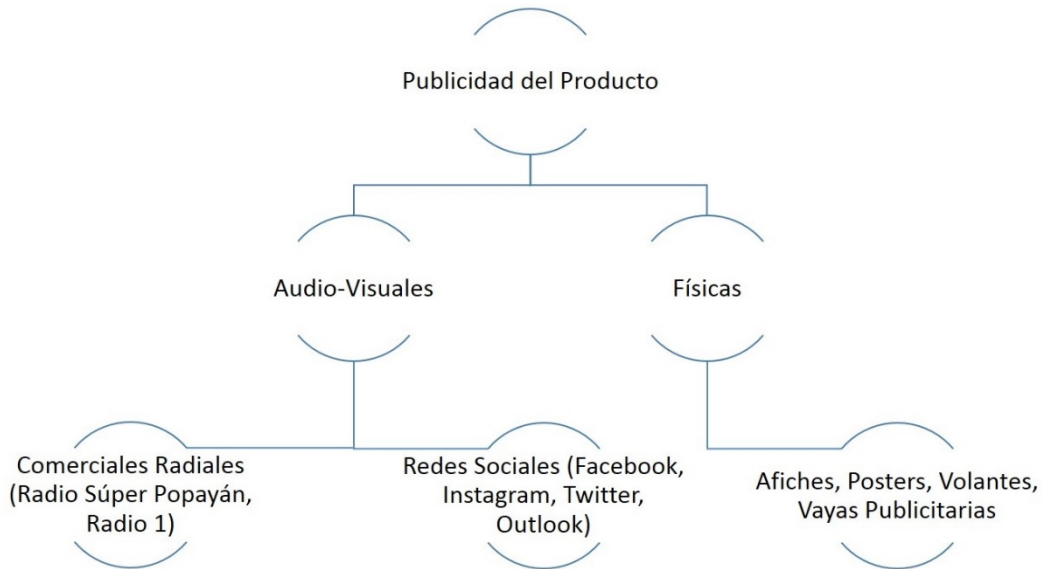 Publicidad del Producto
Audio-Visuales
Físicas
Comerciales Radiales
(Radio Súper Popayán,
Radio 1)
Redes Sociales (Facebook,
Instagram, Twitter,
Outlook)
Afiches, Posters, Volantes,
Vayas Publicitarias